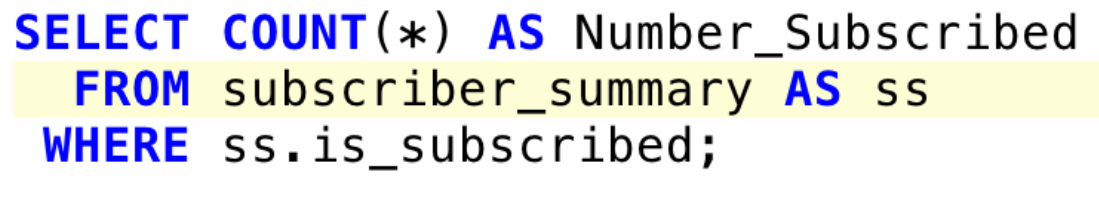 SELECT COUNT(*) AS Number_Subscribed
FROM subscriber_summary AS ss
WHERE ss.is_subscribed;